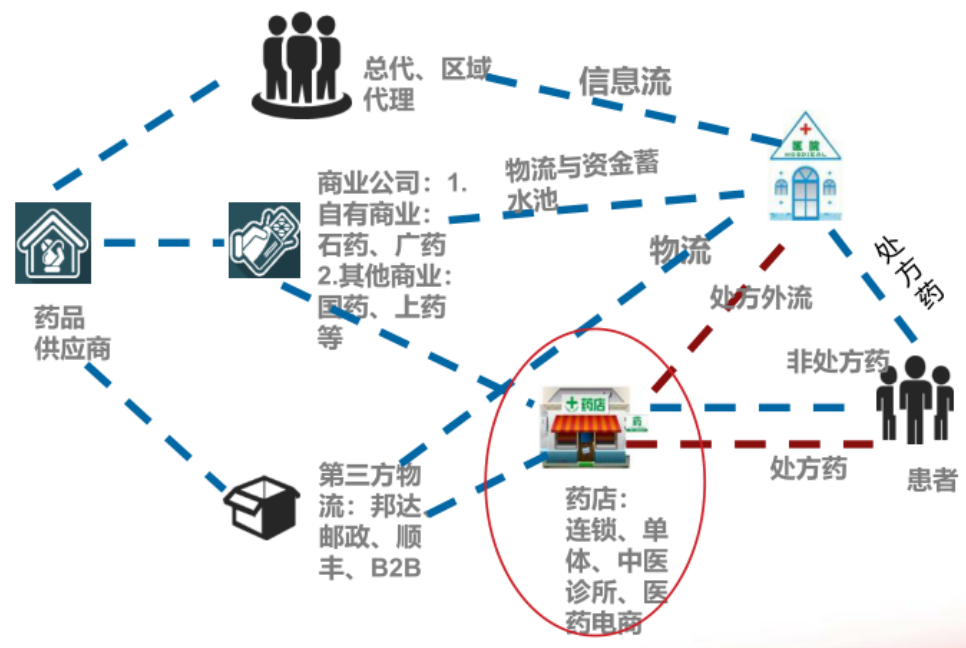 总代、区域
代理
信息流
医院
HOSPIEAL
商业公司：1.
自有商业：
石药、广药
2.其他商业：
国药、上药
等
物流与资金蓄
水池
物流
处方外流
处方药
药品
供应商
非处方药
药店
药
处方药
患者
第三方物
流：邦达、
邮政、顺
丰、B2B
药店：
连锁、单
体、中医
诊所、医
药电商